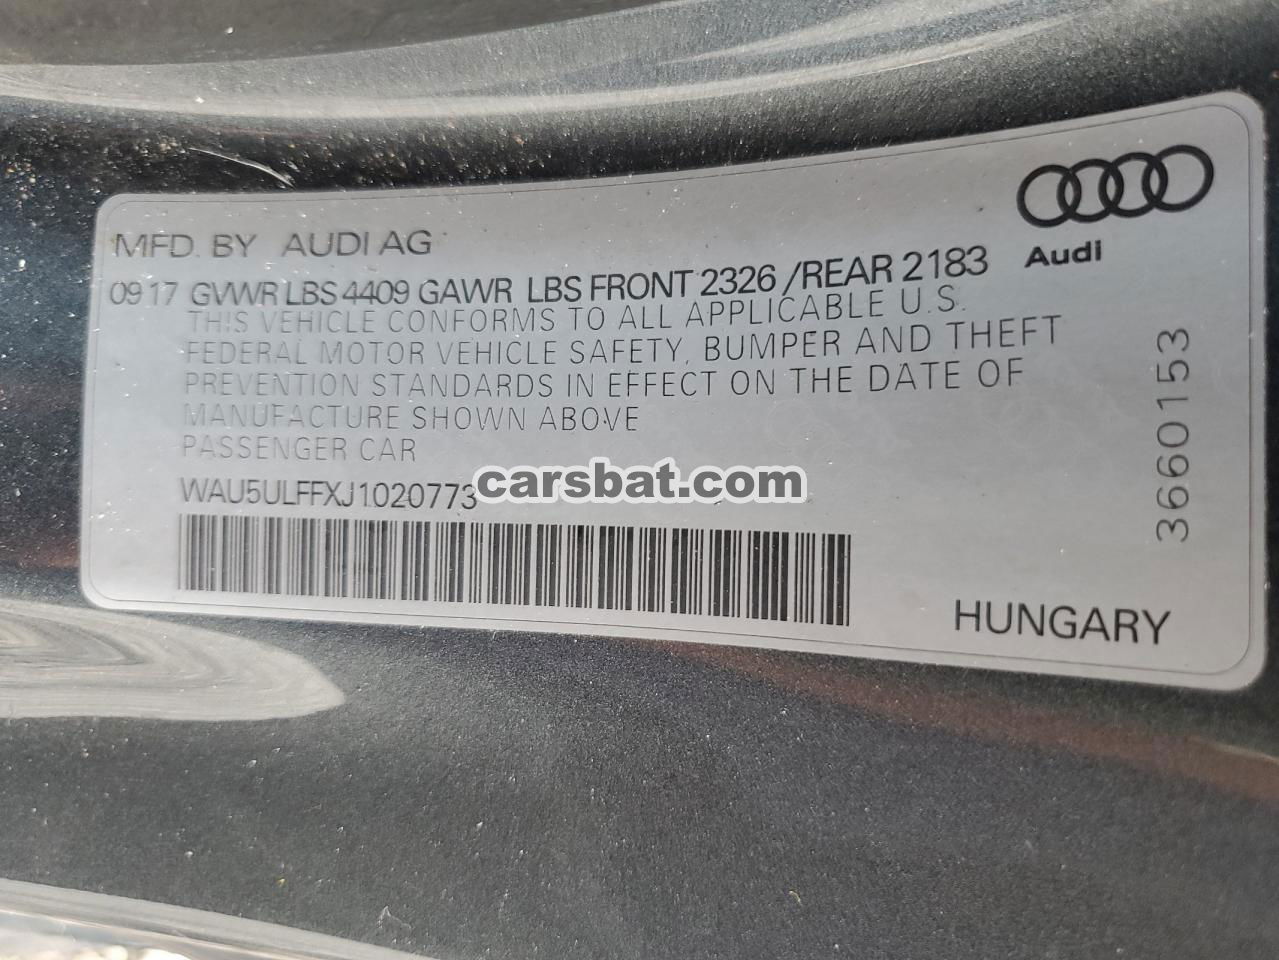 MFD. BY AUDI AG
Audi
09 17 GVWR LBS 4409 GAWR LBS FRONT 2326 /REAR 2183
THIS VEHICLE CONFORMS TO ALL APPLICABLE U.S.
FEDERAL MOTOR VEHICLE SAFETY, BUMPER AND THEFT
PREVENTION STANDARDS IN EFFECT ON THE DATE OF
MANUFACTURE SHOWN ABOVE
PASSENGER CAR
WAU5ULFFXJ1020773
carsbat.com
3660153
HUNGARY